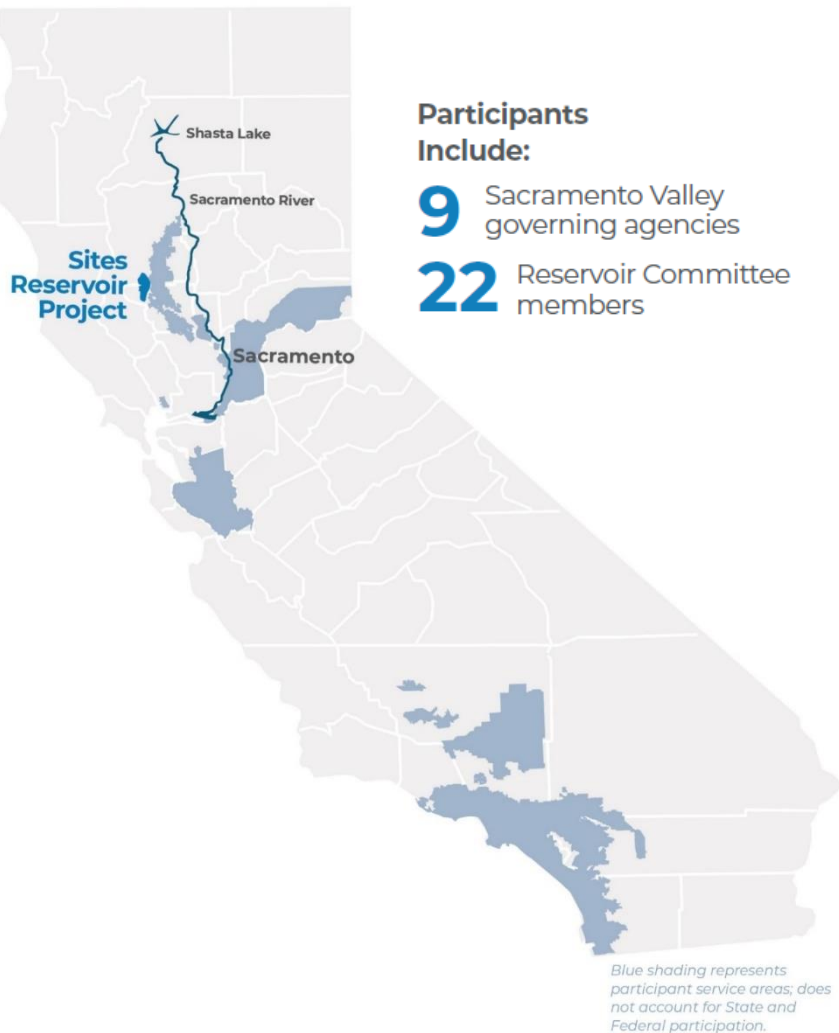 Participants
Include:
9 Sacramento Valley
governing agencies
22 Reservoir Committee
members
Shasta Lake
Sacramento River
Sites
Reservoir
Project
Sacramento
Blue shading represents
participant service areas; does
not account for State and
Federal participation.